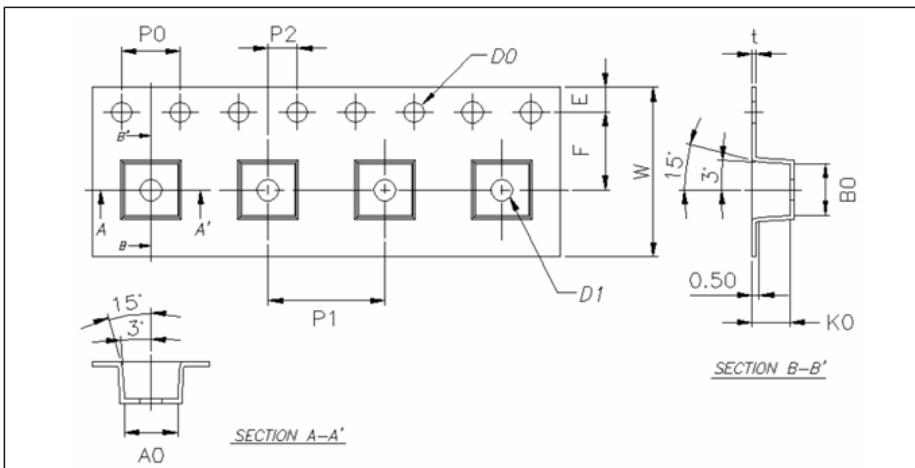 P0
P2
D0
t
E
F
W
B'
A
A'
B
P1
D1
15°
3°
B0
0.50
K0
SECTION B-B'
15°
3°
A0
SECTION A-A'